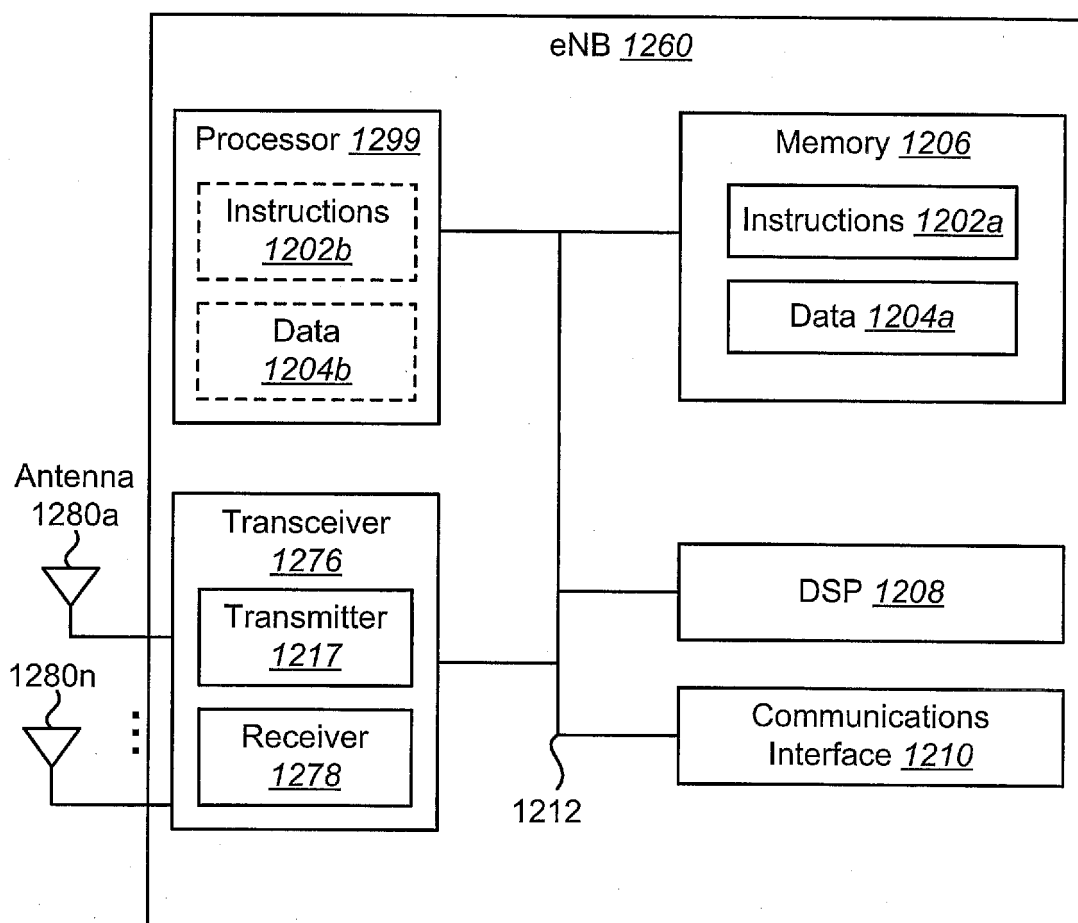 eNB 1260
Processor 1299
Instructions
1202b
Data
1204b
Memory 1206
Instructions 1202a
Data 1204a
Antenna
1280a
1280n
Transceiver
1276
Transmitter
1217
Receiver
1278
DSP 1208
Communications
Interface 1210
1212